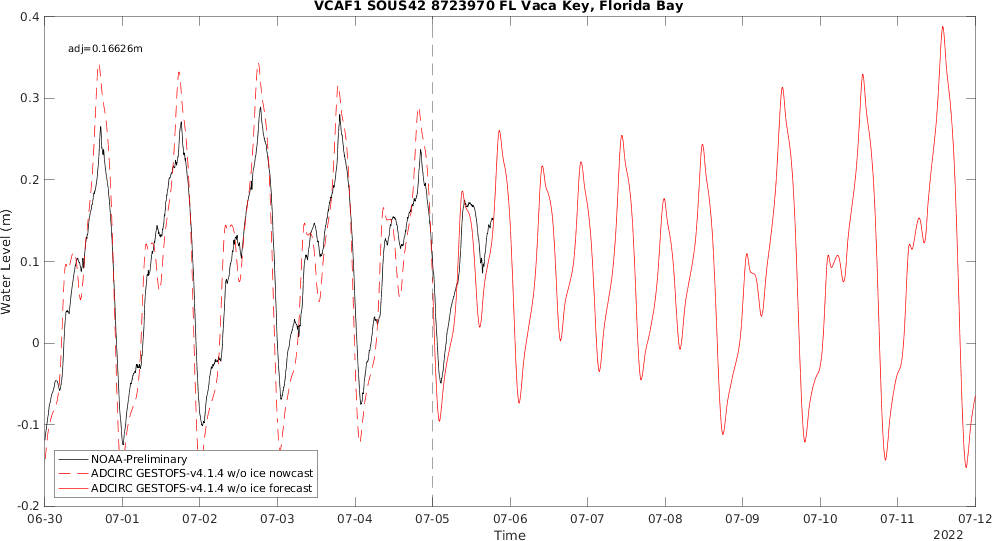 VCAF1 SOUS42 8723970 FL Vaca Key, Florida Bay
adj=0.16626m
Water Level (m)
0.4
0.3
0.2
0.1
0
-0.1
-0.2
NOAA-Preliminary
ADCIRC GESTOFS-v4.1.4 w/o ice nowcast
ADCIRC GESTOFS-v4.1.4 w/o ice forecast
06-30 07-01 07-02 07-03 07-04 07-05 07-06 07-07 07-08 07-09 07-10 07-11 07-12
Time
2022